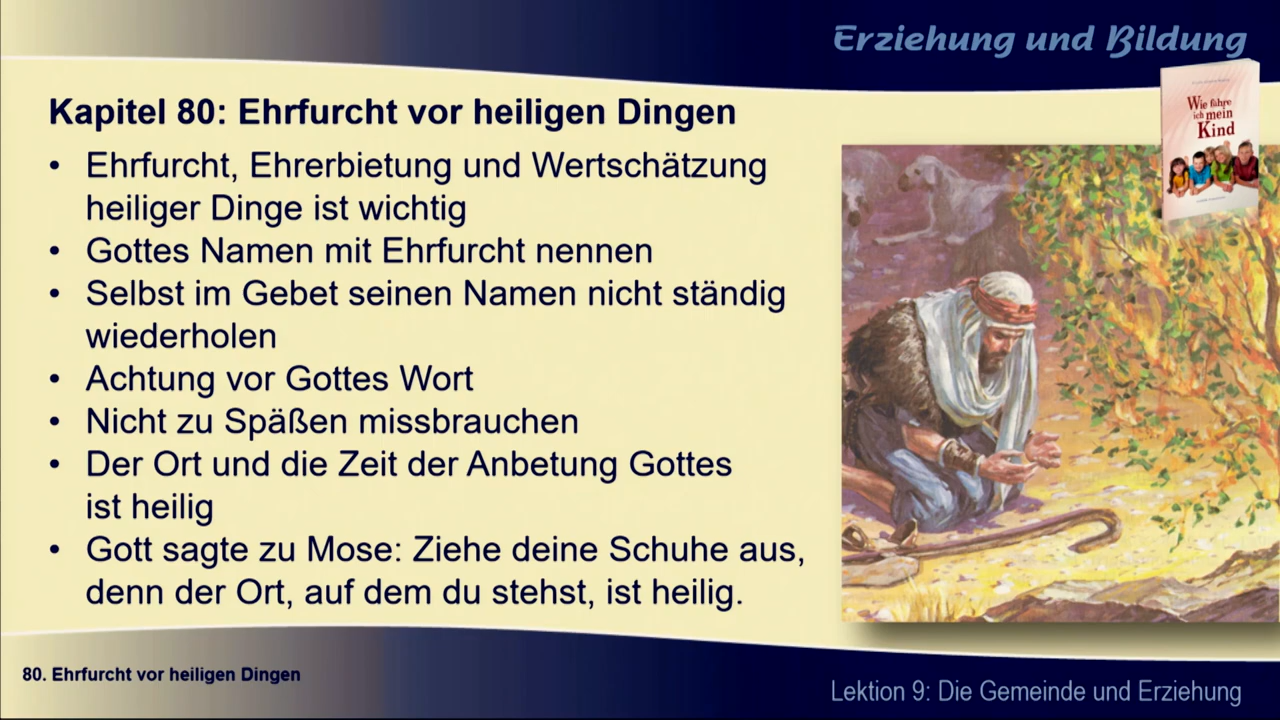 Erziehung und Bildung
Wie führe
ich mein
Kind
Kapitel 80: Ehrfurcht vor heiligen Dingen
• Ehrfurcht, Ehrerbietung und Wertschätzung
heiliger Dinge ist wichtig
• Gottes Namen mit Ehrfurcht nennen
• Selbst im Gebet seinen Namen nicht ständig
wiederholen
• Achtung vor Gottes Wort
• Nicht zu Späßen missbrauchen
• Der Ort und die Zeit der Anbetung Gottes
ist heilig
• Gott sagte zu Mose: Ziehe deine Schuhe aus,
denn der Ort, auf dem du stehst, ist heilig.
80. Ehrfurcht vor heiligen Dingen
Lektion 9: Die Gemeinde und Erziehung